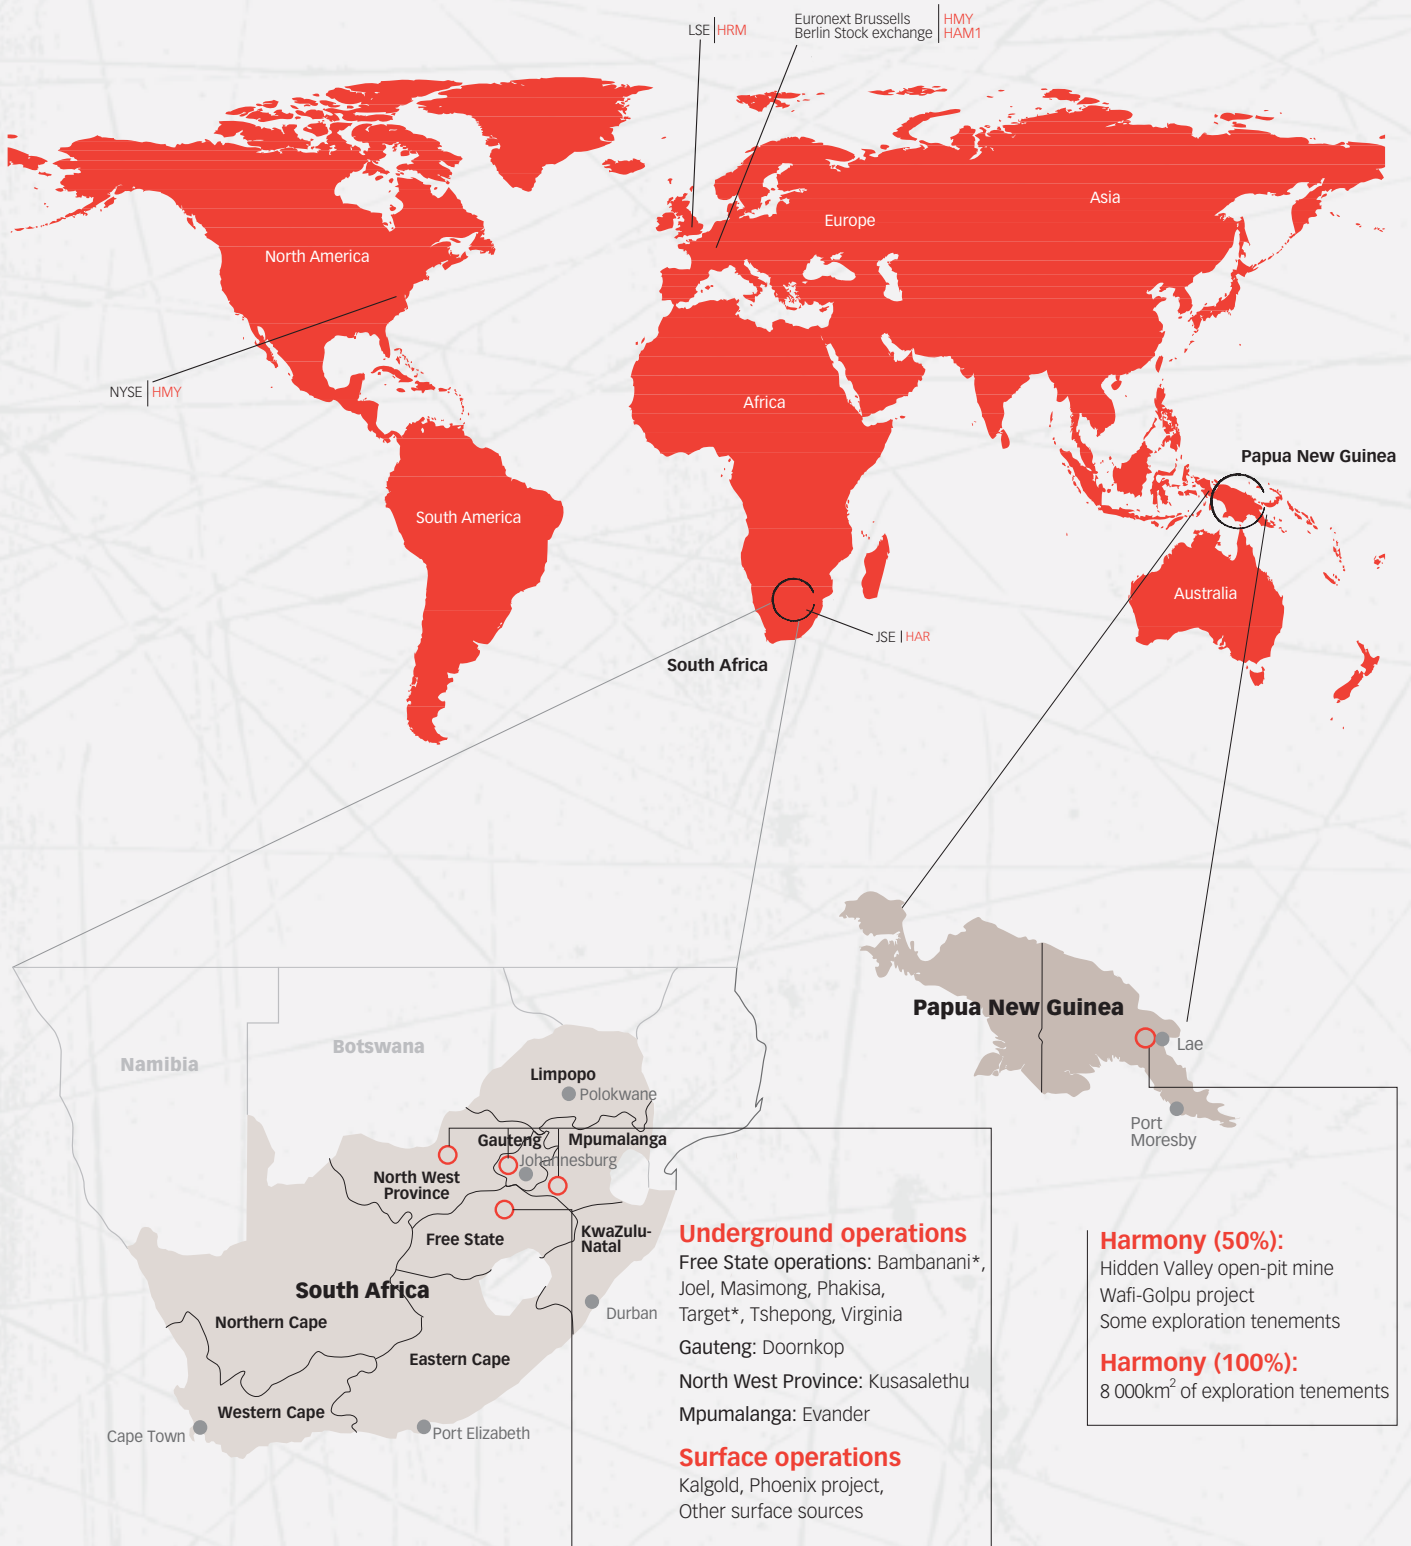 LSE | HRM
Euronext Brussells | HMY
Berlin Stock exchange | HAM1
Asia
Europe
North America
NYSE | HMY
Africa
Papua New Guinea
South America
Australia
JSE | HAR
South Africa
Papua New Guinea
Lae
Port
Moresby
Namibia
Botswana
Limpopo
Polokwane
Gauteng
Mpumalanga
Johannesburg
North West
Province
Free State
KwaZulu-
Natal
South Africa
Northern Cape
Durban
Eastern Cape
Western Cape
Cape Town
Port Elizabeth
Underground operations
Free State operations: Bambanani*,
Joel, Masimong, Phakisa,
Target*, Tshepong, Virginia
Gauteng: Doornkop
North West Province: Kusasalethu
Mpumalanga: Evander
Surface operations
Kalgold, Phoenix project,
Other surface sources
Harmony (50%):
Hidden Valley open-pit mine
Wafi-Golpu project
Some exploration tenements
Harmony (100%):
8 000km² of exploration tenements